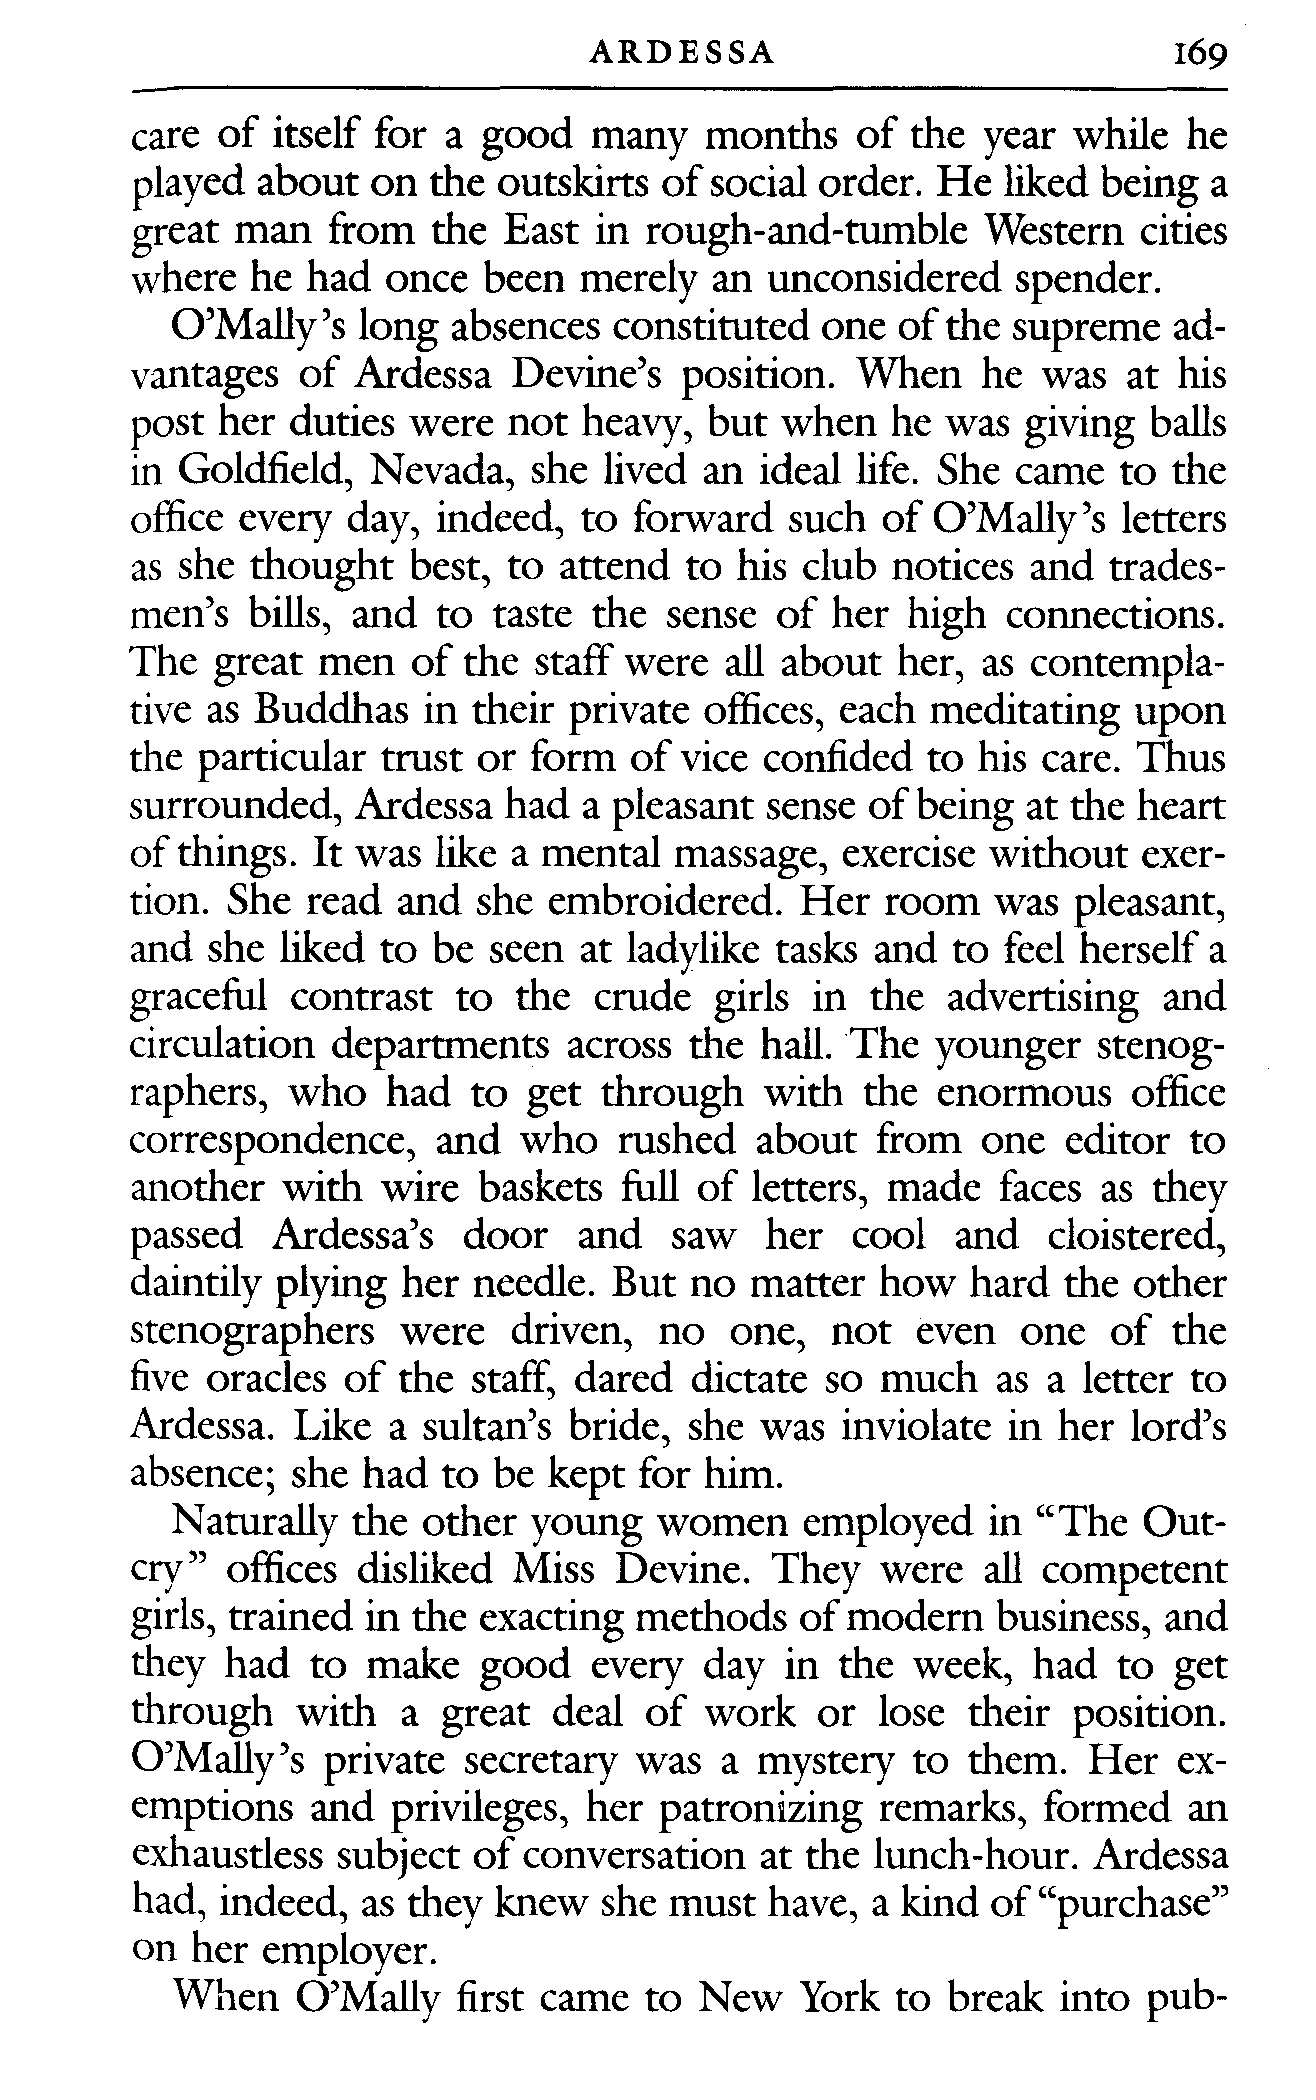 ARDESSA 169
care of itself for a good many months of the year while he
played about on the outskirts of social order. He liked being a
great man from the East in rough-and-tumble Western cities
where he had once been merely an unconsidered spender.
O’Mally’s long absences constituted one of the supreme ad-
vantages of Ardessa Devine’s position. When he was at his
post her duties were not heavy, but when he was giving balls
in Goldfield, Nevada, she lived an ideal life. She came to the
office every day, indeed, to forward such of O’Mally’s letters
as she thought best, to attend to his club notices and trades-
men’s bills, and to taste the sense of her high connections.
The great men of the staff were all about her, as contempla-
tive as Buddhas in their private offices, each meditating upon
the particular trust or form of vice confided to his care. Thus
surrounded, Ardessa had a pleasant sense of being at the heart
of things. It was like a mental massage, exercise without exer-
tion. She read and she embroidered. Her room was pleasant,
and she liked to be seen at ladylike tasks and to feel herself a
graceful contrast to the crude girls in the advertising and
circulation departments across the hall. The younger stenog-
raphers, who had to get through with the enormous office
correspondence, and who rushed about from one editor to
another with wire baskets full of letters, made faces as they
passed Ardessa’s door and saw her cool and cloistered,
daintily plying her needle. But no matter how hard the other
stenographers were driven, no one, not even one of the
five oracles of the staff, dared dictate so much as a letter to
Ardessa. Like a sultan’s bride, she was inviolate in her lord’s
absence; she had to be kept for him.
Naturally the other young women employed in “The Out-
cry” offices disliked Miss Devine. They were all competent
girls, trained in the exacting methods of modern business, and
they had to make good every day in the week, had to get
through with a great deal of work or lose their position.
O’Mally’s private secretary was a mystery to them. Her ex-
emptions and privileges, her patronizing remarks, formed an
exhaustless subject of conversation at the lunch-hour. Ardessa
had, indeed, as they knew she must have, a kind of “purchase”
on her employer.
When O’Mally first came to New York to break into pub-